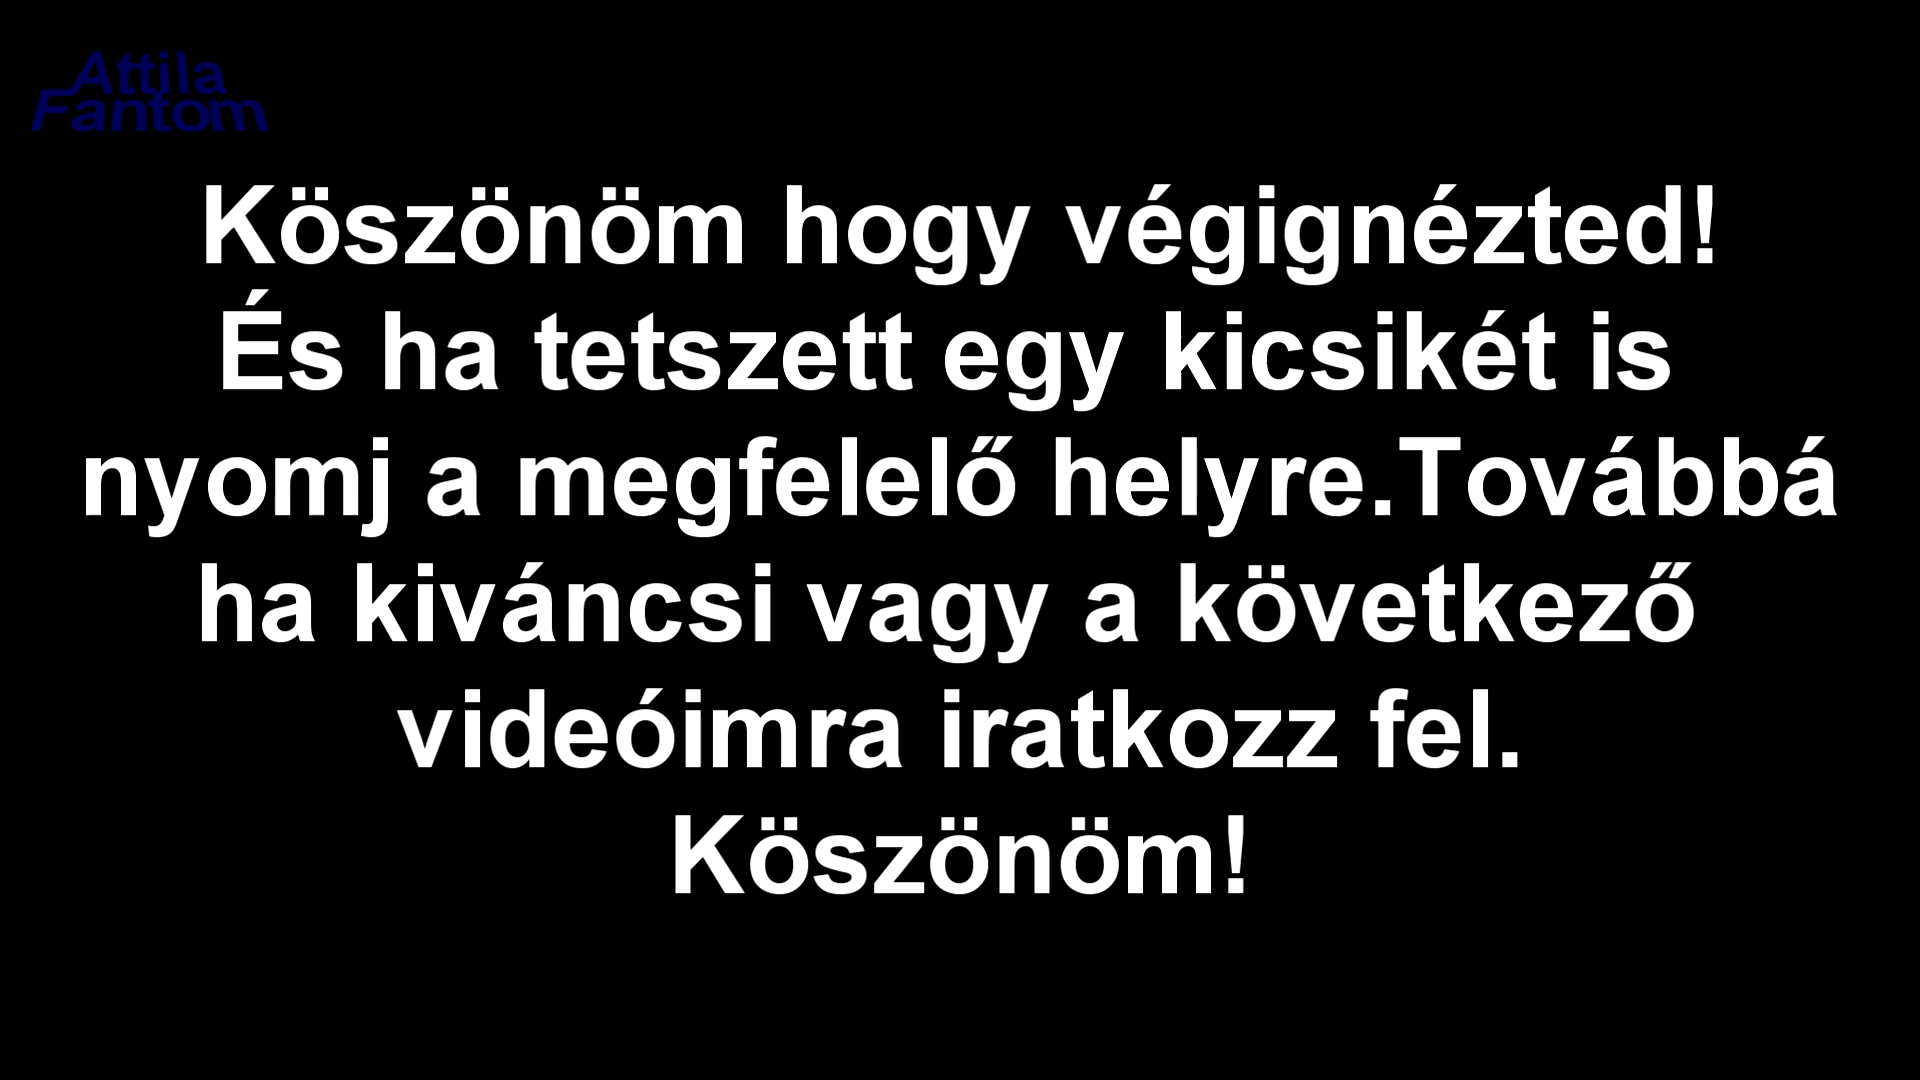 Attila
Fantom
Köszönöm hogy végignézted!
És ha tetszett egy kicsikét is
nyomj a megfelelő helyre.Továbbá
ha kiváncsi vagy a következő
videóimra iratkozz fel.
Köszönöm!